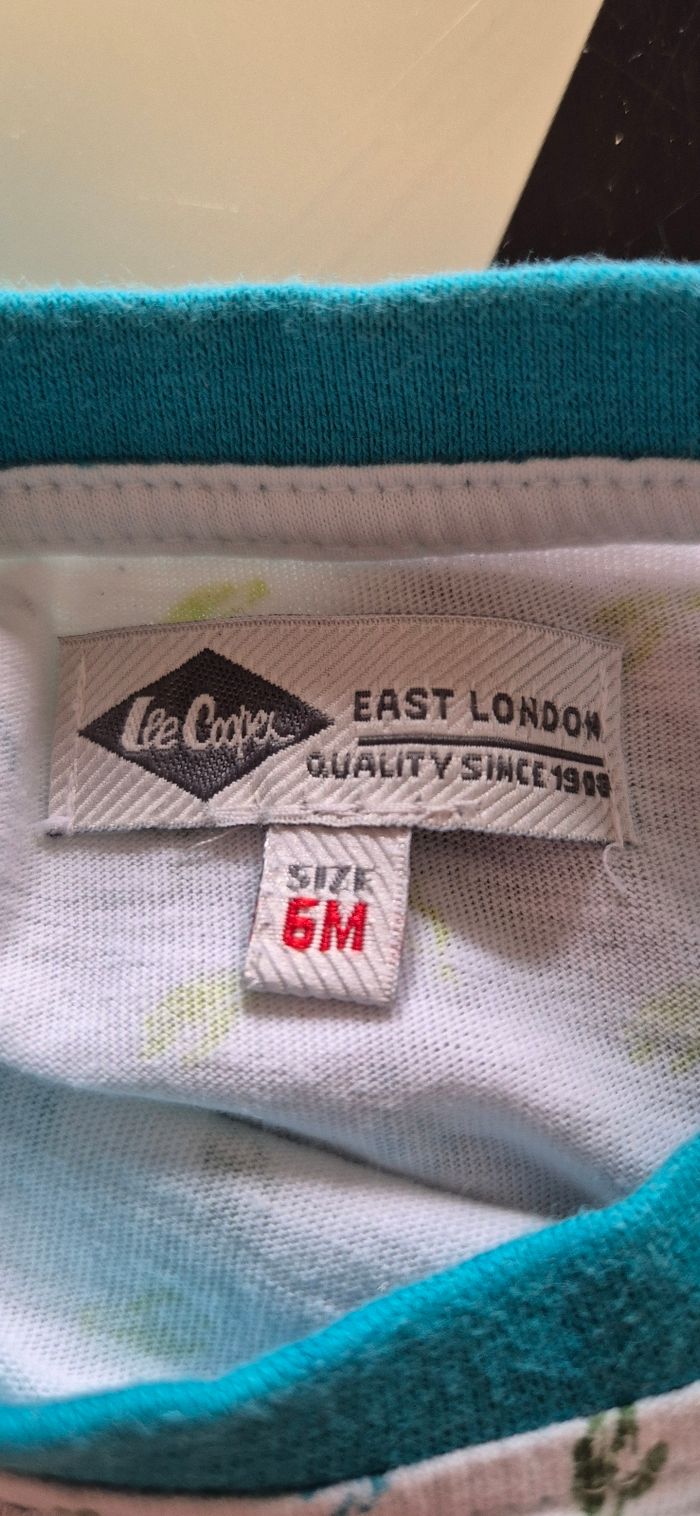 Lee Cooper
EAST LONDON
QUALITY SINCE 1908
SIZE
6M